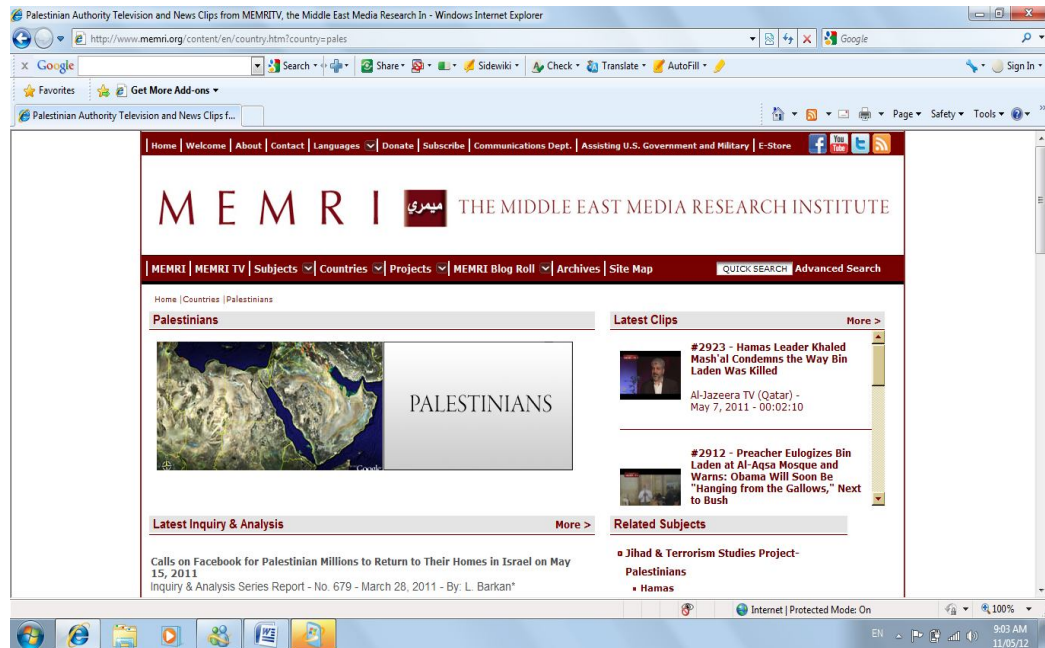 Palestinian Authority Television and News Clips from MEMRITV, the Middle East Media Research In - Windows Internet Explorer
http://www.memri.org/content/en/country.htm?country=pales
Google
x Google
Search
Share
Sidewiki
Check
Translate
AutoFill
Sign In
Favorites
Get More Add-ons
Palestinian Authority Television and News Clips f...
Page
Safety
Tools
Home | Welcome | About | Contact | Languages | Donate | Subscribe | Communications Dept. | Assisting U.S. Government and Military | E-Store
You Tube
MEMRI ميمري THE MIDDLE EAST MEDIA RESEARCH INSTITUTE
MEMRI | MEMRI TV | Subjects | Countries | Projects | MEMRI Blog Roll | Archives | Site Map
QUICK SEARCH Advanced Search
Home |Countries |Palestinians
Palestinians
PALESTINIANS
Google
Latest Clips More >
#2923 - Hamas Leader Khaled
Mash'al Condemns the Way Bin
Laden Was Killed
Al-Jazeera TV (Qatar) -
May 7, 2011 - 00:02:10
#2912 - Preacher Eulogizes Bin
Laden at Al-Aqsa Mosque and
Warns: Obama Will Soon Be
"Hanging from the Gallows," Next
to Bush
Latest Inquiry & Analysis More >
Calls on Facebook for Palestinian Millions to Return to Their Homes in Israel on May
15, 2011
Inquiry & Analysis Series Report - No. 679 - March 28, 2011 - By: L. Barkan*
Related Subjects
Jihad & Terrorism Studies Project-
Palestinians
Hamas
Internet | Protected Mode: On
100%
EN
9:03 AM
11/05/12